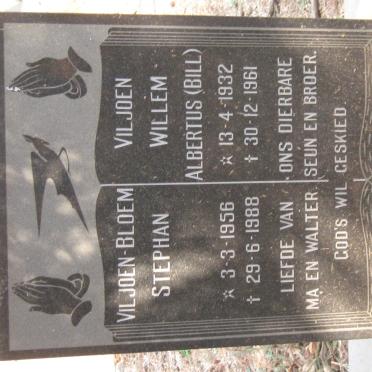 VILJOEN-BLOEM
STEPHAN
☆ 3-3-1956
† 29-6-1988
LIEFDE VAN
MA EN WALTER
VILJOEN
WILLEM
ALBERTUS (BILL)
☆ 13-4-1932
† 30-12-1961
ONS DIERBARE
SEUN EN BROER.
GOD'S WIL GESKIED